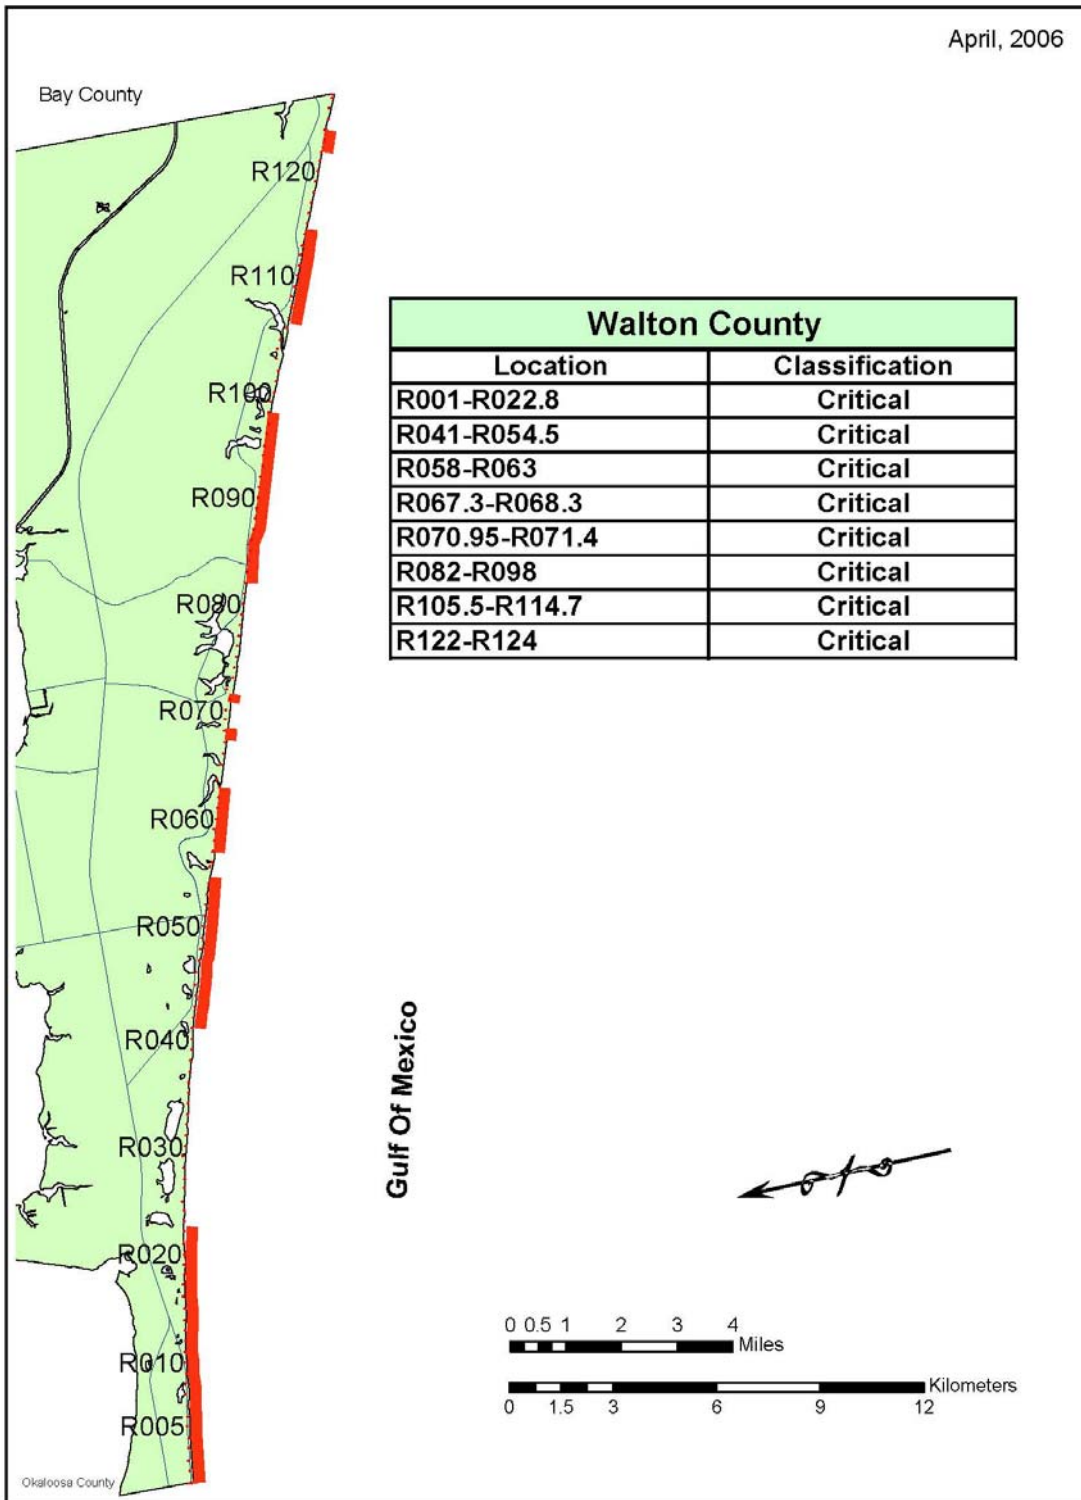 April, 2006
Bay County
R120
R110
R100
R090
R080
R070
R060
R050
R040
R030
R020
R010
R005
Okaloosa County
Walton County
Location Classification
R001-R022.8 Critical
R041-R054.5 Critical
R058-R063 Critical
R067.3-R068.3 Critical
R070.95-R071.4 Critical
R082-R098 Critical
R105.5-R114.7 Critical
R122-R124 Critical
Gulf Of Mexico
0 0.5 1 2 3 4
Miles
Kilometers
0 1.5 3 6 9 12